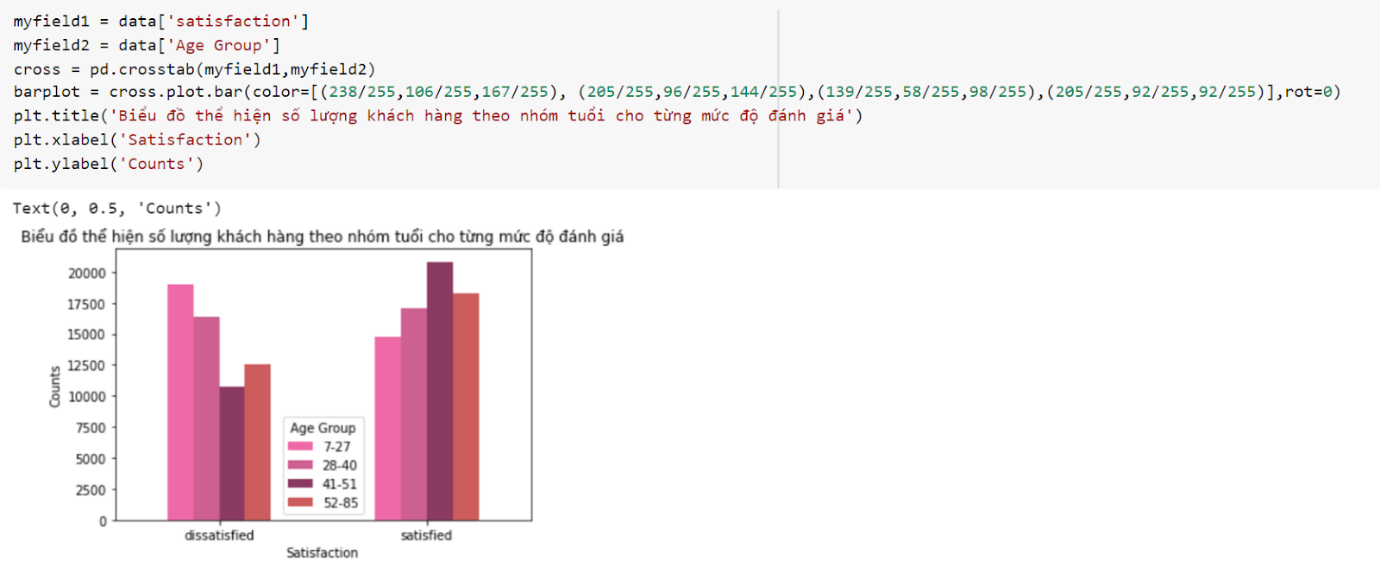 myfield1 = data['satisfaction']
myfield2 = data['Age Group']
cross = pd.crosstab(myfield1,myfield2)
barplot = cross.plot.bar(color=[(238/255,106/255,167/255), (205/255,96/255,144/255),(139/255,58/255,98/255),(205/255,92/255,92/255)],rot=0)
plt.title('Biểu đồ thể hiện số lượng khách hàng theo nhóm tuổi cho từng mức độ đánh giá')
plt.xlabel('Satisfaction')
plt.ylabel('Counts')
Text(0, 0.5, 'Counts')
Biểu đồ thể hiện số lượng khách hàng theo nhóm tuổi cho từng mức độ đánh giá
20000
17500
15000
12500
10000
7500
5000
2500
0
Counts
Age Group
7-27
28-40
41-51
52-85
dissatisfied
satisfied
Satisfaction